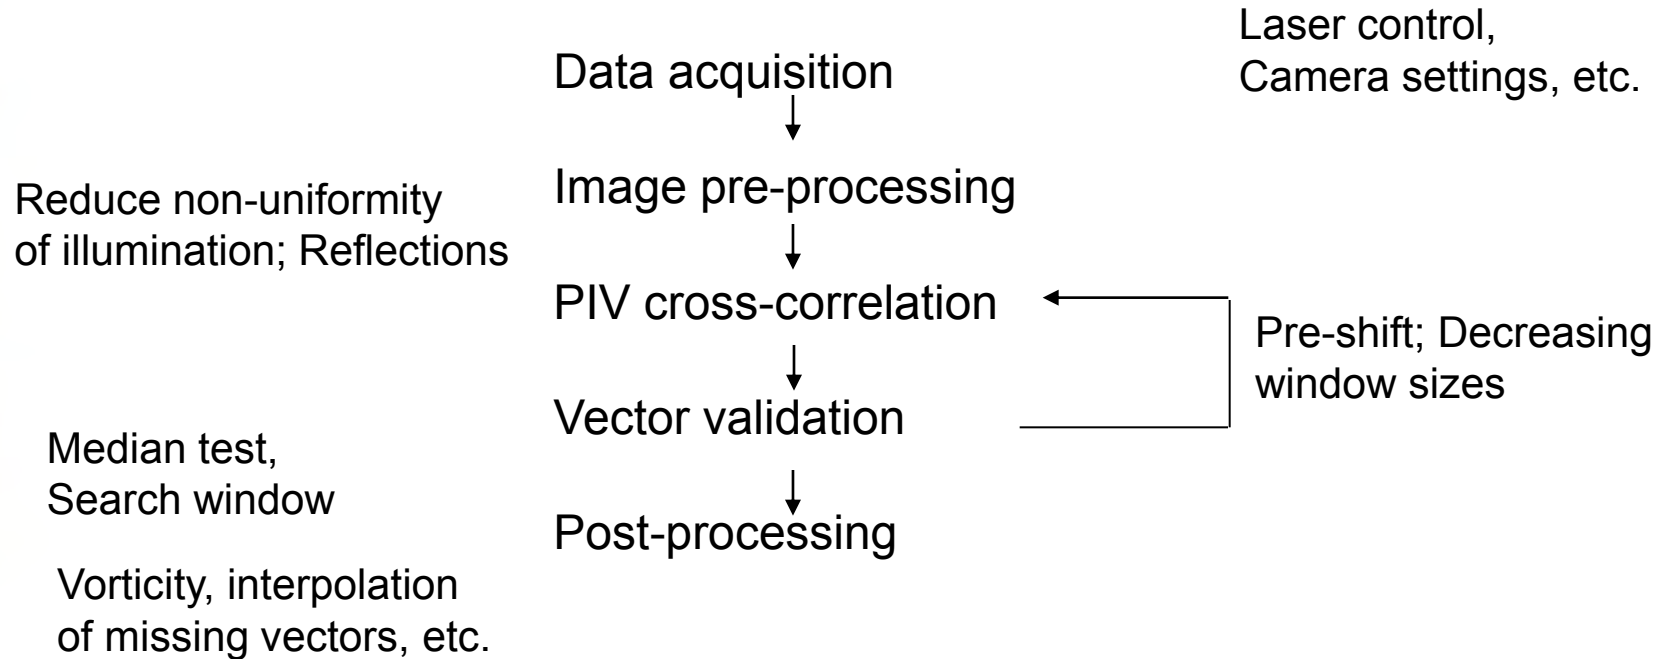 Laser control,
Camera settings, etc.
Data acquisition
Image pre-processing
Reduce non-uniformity
of illumination; Reflections
PIV cross-correlation
Pre-shift; Decreasing
window sizes
Vector validation
Median test,
Search window
Post-processing
Vorticity, interpolation
of missing vectors, etc.